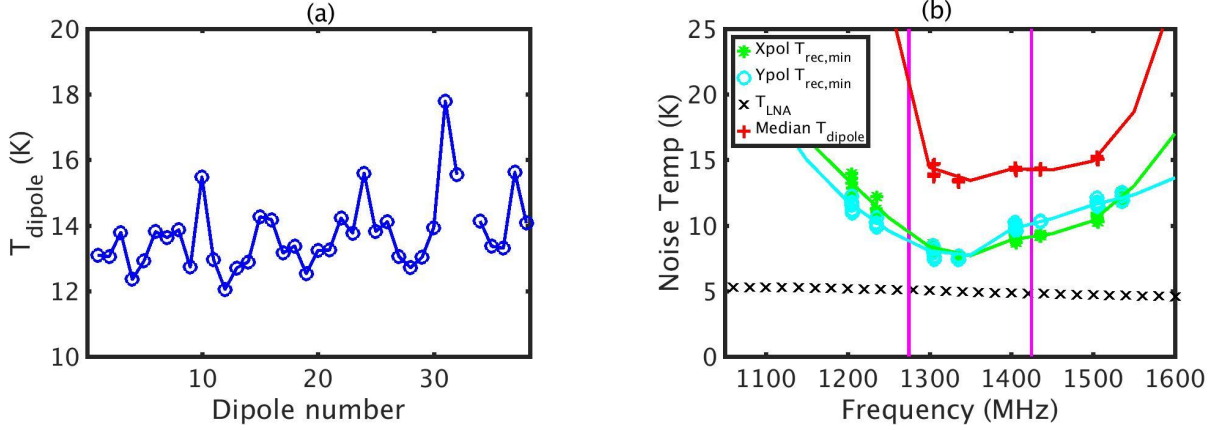 (a)
20
18
16
14
12
10
T_dipole (K)
10 20 30
Dipole number
(b)
25
20
15
10
5
0
Noise Temp (K)
Xpol T_rec,min
Ypol T_rec,min
T_LNA
Median T_dipole
1100 1200 1300 1400 1500 1600
Frequency (MHz)